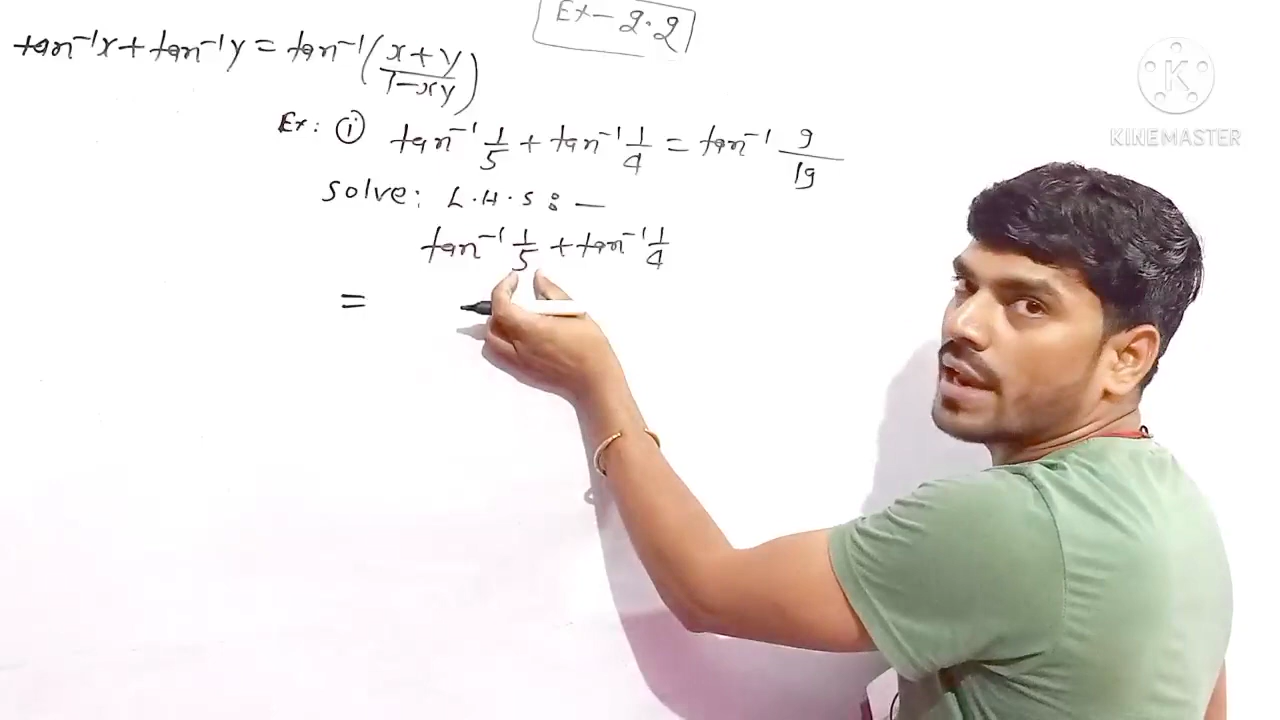 Ex-2.2
tan⁻¹x + tan⁻¹y = tan⁻¹(x+y/1-xy)
Ex: (i) tan⁻¹ 1/5 + tan⁻¹ 1/4 = tan⁻¹ 9/19
Solve: L.H.S :—
tan⁻¹ 1/5 + tan⁻¹ 1/4
=
K
KINEMASTER